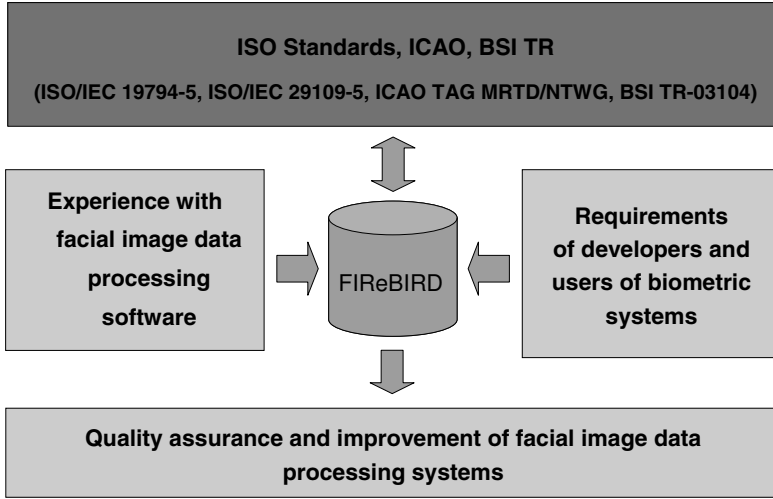 ISO Standards, ICAO, BSI TR
(ISO/IEC 19794-5, ISO/IEC 29109-5, ICAO TAG MRTD/NTWG, BSI TR-03104)
Experience with
facial image data
processing
software
FIReBIRD
Requirements
of developers and
users of biometric
systems
Quality assurance and improvement of facial image data
processing systems